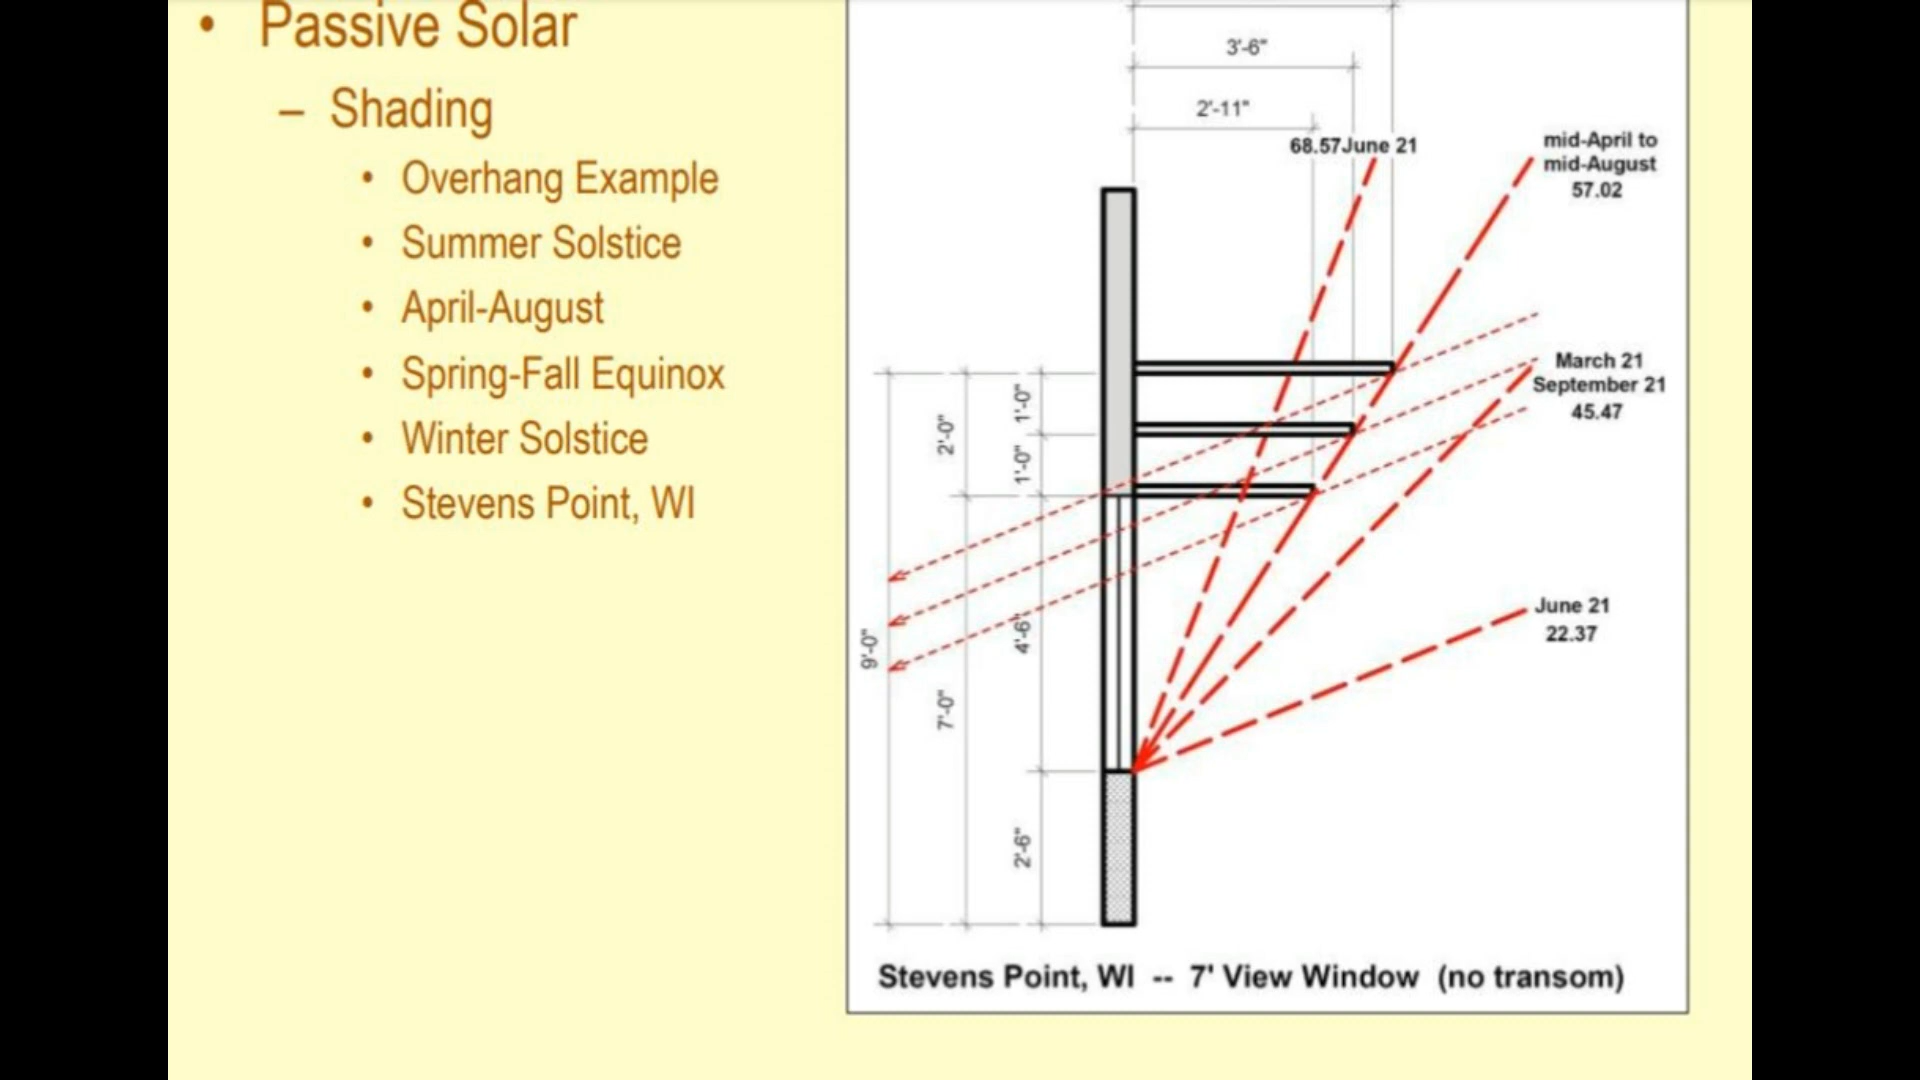 • Passive Solar
– Shading
• Overhang Example
• Summer Solstice
• April-August
• Spring-Fall Equinox
• Winter Solstice
• Stevens Point, WI
3'-6"
2'-11"
68.57June 21
mid-April to
mid-August
57.02
March 21
September 21
45.47
June 21
22.37
1'-0"
2'-0"
1'-0"
4'-6"
9'-0"
7'-0"
2'-6"
Stevens Point, WI -- 7' View Window (no transom)